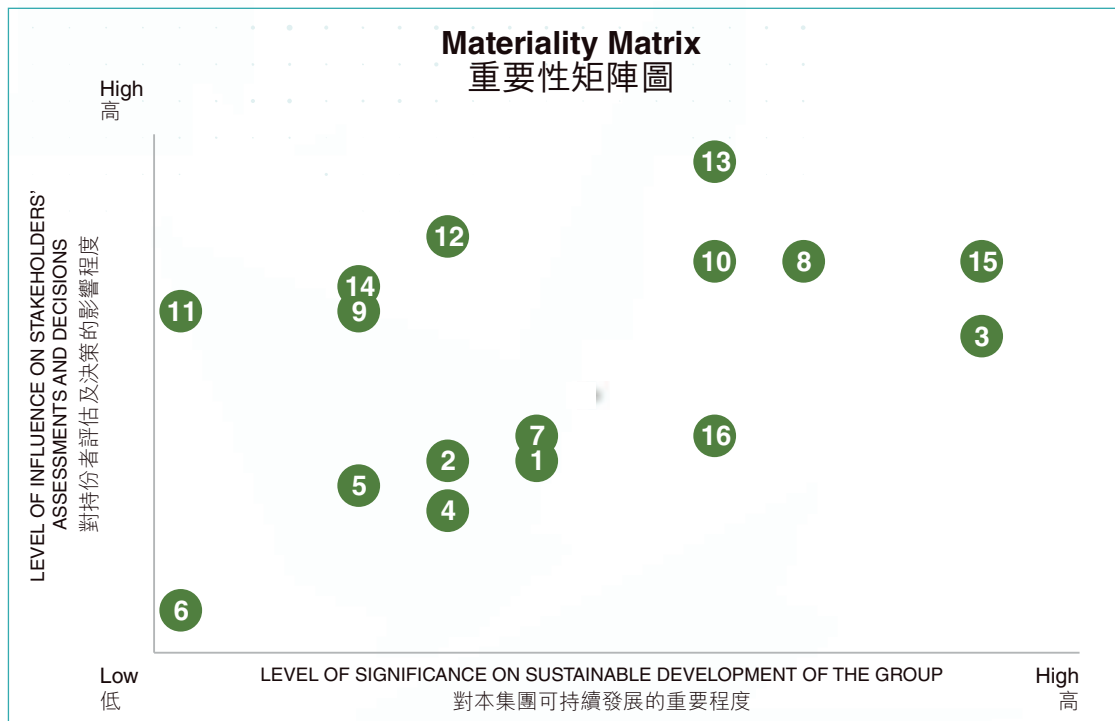 Materiality Matrix
重要性矩陣圖
High
高
LEVEL OF INFLUENCE ON STAKEHOLDERS'
ASSESSMENTS AND DECISIONS
對持份者評估及決策的影響程度
13
12
10
8
15
14
11
9
3
7
16
2
1
5
4
6
Low
低
LEVEL OF SIGNIFICANCE ON SUSTAINABLE DEVELOPMENT OF THE GROUP
對本集團可持續發展的重要程度
High
高